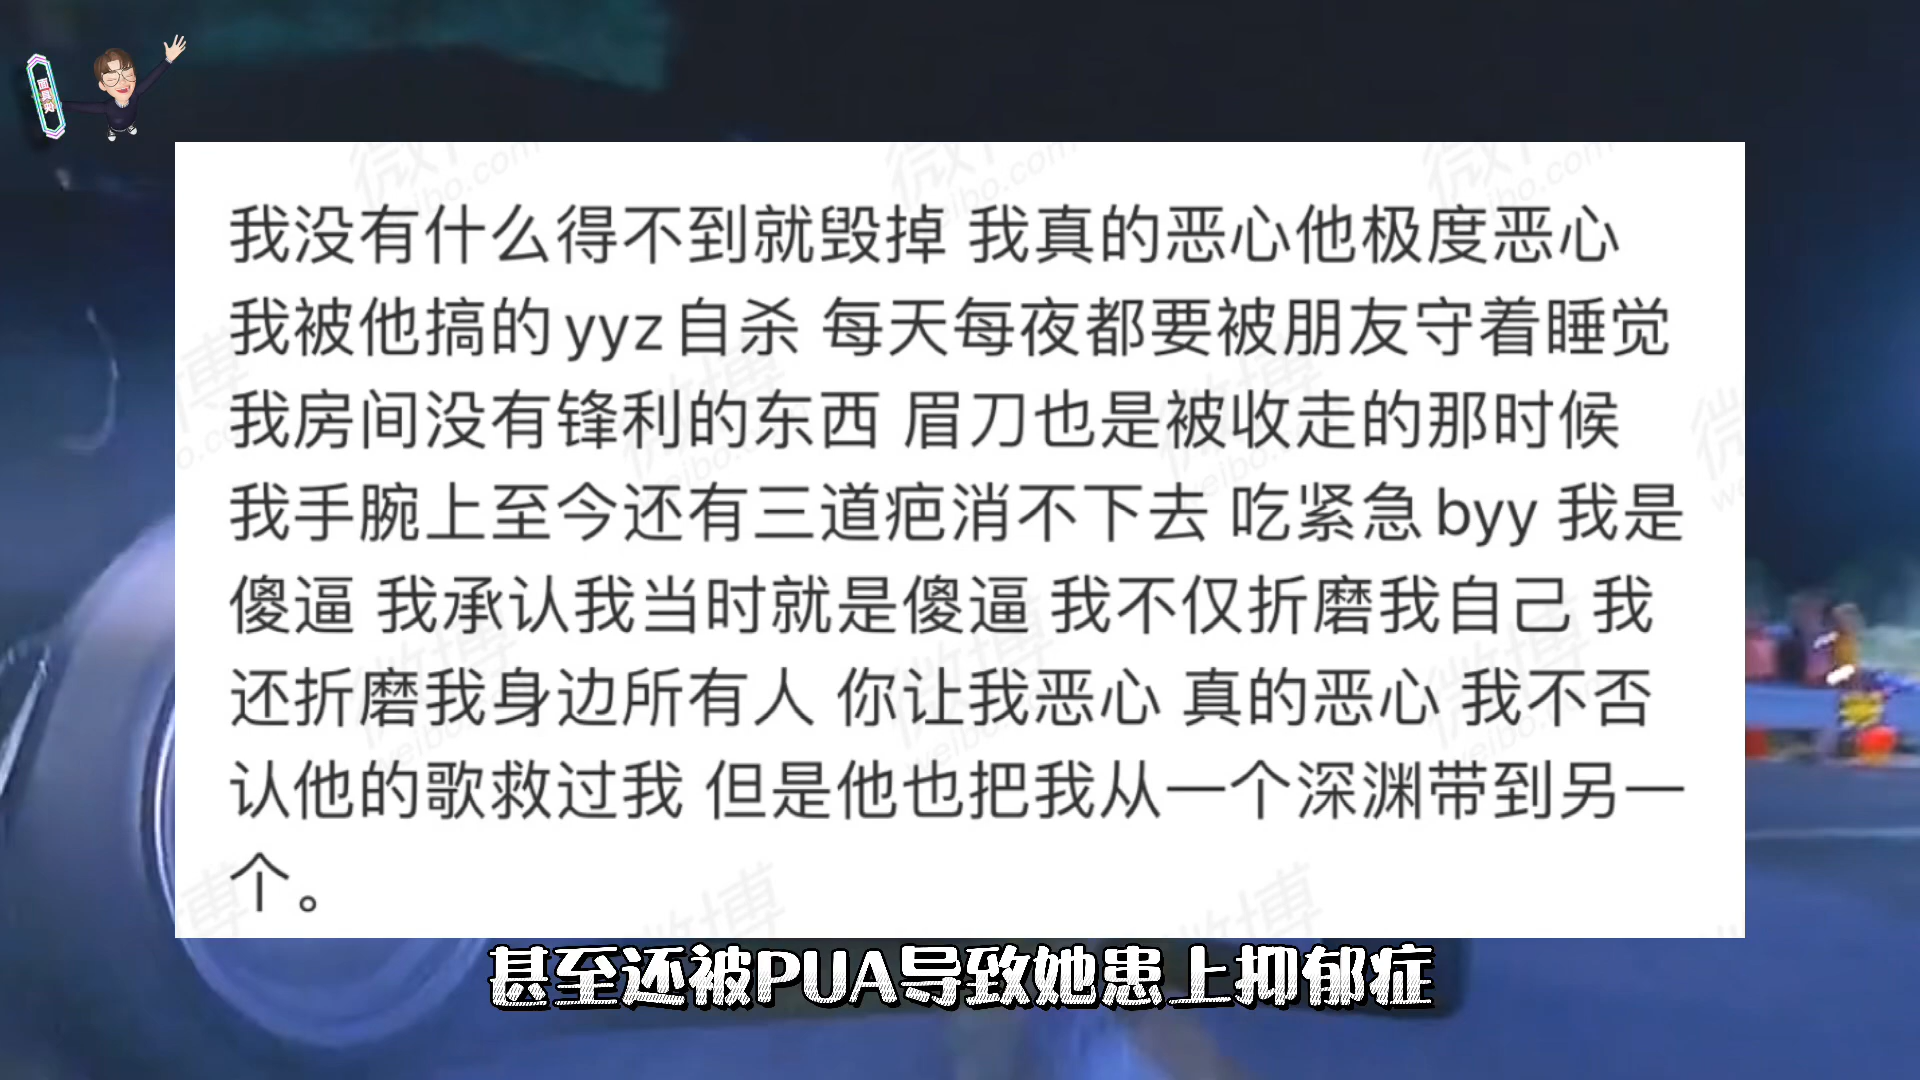 我没有什么得不到就毁掉 我真的恶心他极度恶心
我被他搞的yyz自杀 每天每夜都要被朋友守着睡觉
我房间没有锋利的东西 眉刀也是被收走的那时候
我手腕上至今还有三道疤消不下去 吃紧急byy 我是
傻逼 我承认我当时就是傻逼 我不仅折磨我自己 我
还折磨我身边所有人 你让我恶心 真的恶心 我不否
认他的歌救过我 但是他也把我从一个深渊带到另一
个。
甚至还被PUA导致她患上抑郁症